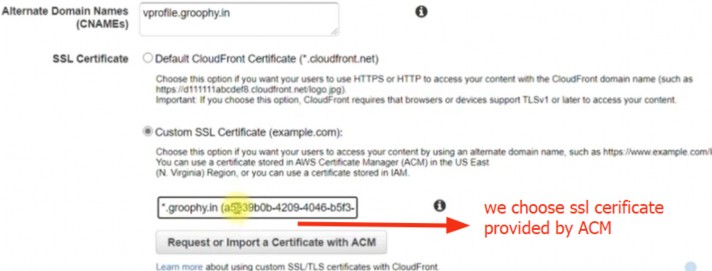 Alternate Domain Names
(CNAMEs)
vprofile.groophy.in
SSL Certificate
Default CloudFront Certificate (*.cloudfront.net)
Choose this option if you want your users to use HTTPS or HTTP to access your content with the CloudFront domain name (such as
https://d111111abcdef8.cloudfront.net/logo.jpg).
Important: If you choose this option, CloudFront requires that browsers or devices support TLSv1 or later to access your content.
Custom SSL Certificate (example.com):
Choose this option if you want your users to access your content by using an alternate domain name, such as https://www.example.com/l
You can use a certificate stored in AWS Certificate Manager (ACM) in the US East
(N. Virginia) Region, or you can use a certificate stored in IAM.
*.groophy.in
we choose ssl cerificate
provided by ACM
Request or Import a Certificate with ACM
Learn more about using custom SSL/TLS certificates with CloudFront